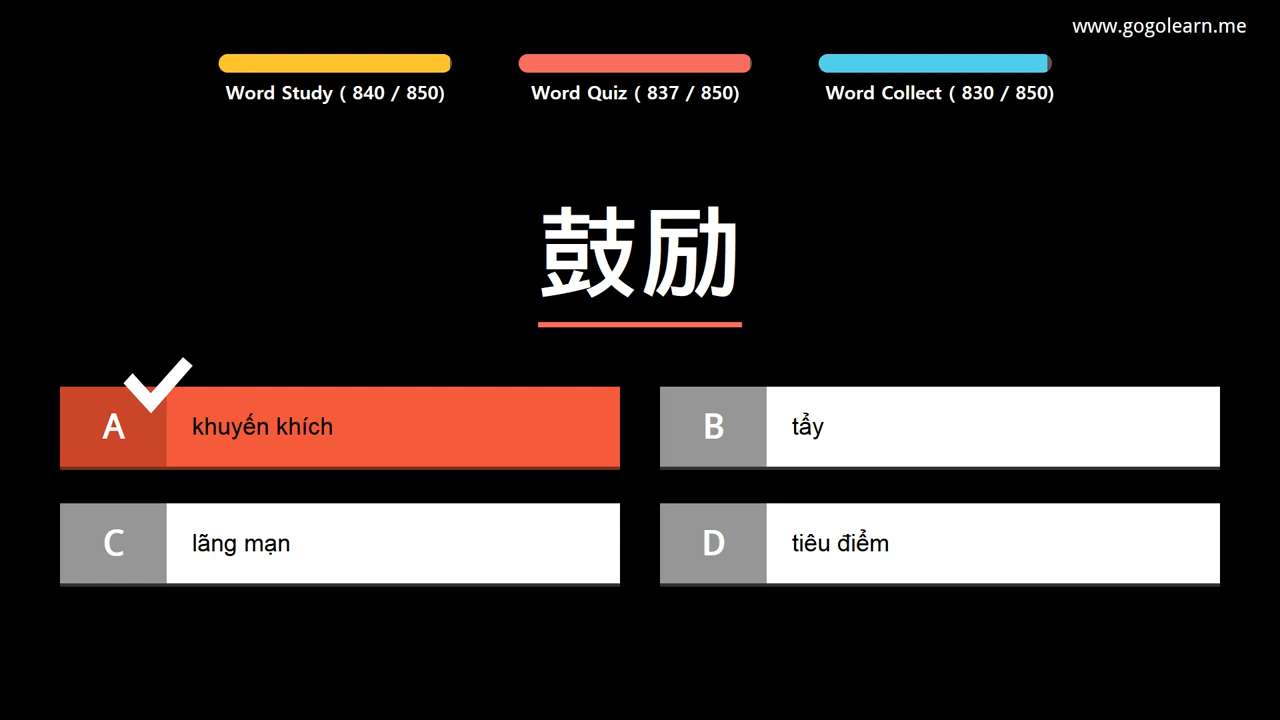 www.gogolearn.me
Word Study ( 840 / 850)
Word Quiz ( 837 / 850)
Word Collect ( 830 / 850)
鼓励
A khuyến khích
B tẩy
C lãng mạn
D tiêu điểm